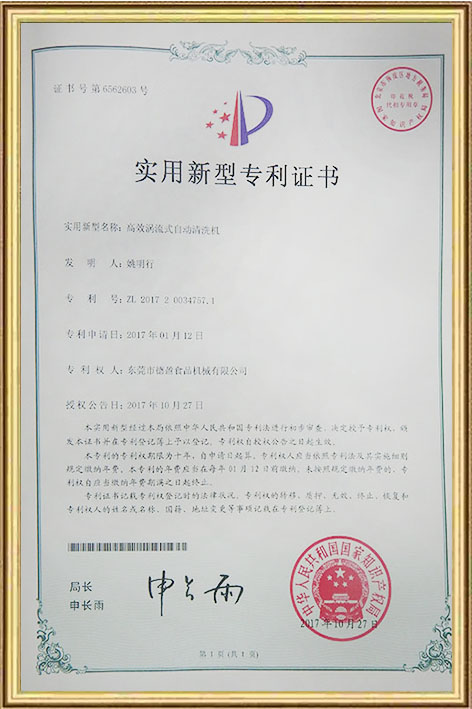 证书号第6562603号
实用新型专利证书
实用新型名称：高效涡流式自动清洗机
发 明 人：姚明行
专 利 号：ZL 2017 2 0034757.1
专利申请日：2017年01月12日
专 利 权 人：东莞市德盈食品机械有限公司
授权公告日：2017年10月27日
本实用新型经过本局依照中华人民共和国专利法进行初步审查，决定授予专利权，颁
发本证书并在专利登记簿上予以登记。专利权自授权公告之日起生效。
本专利的专利权期限为十年，自申请日起算。专利权人应当依照专利法及其实施细则
规定缴纳年费。本专利的年费应当在每年01月12日前缴纳。未按照规定缴纳年费的，专
利权自应当缴纳年费期满之日起终止。
专利证书记载专利权登记时的法律状况。专利权的转移、质押、无效、终止、恢复和
专利权人的姓名或名称、国籍、地址变更等事项记载在专利登记簿上。
局长
申长雨
申长雨
中华人民共和国国家知识产权局
2017年10月27日
第 1 页 (共 1 页)